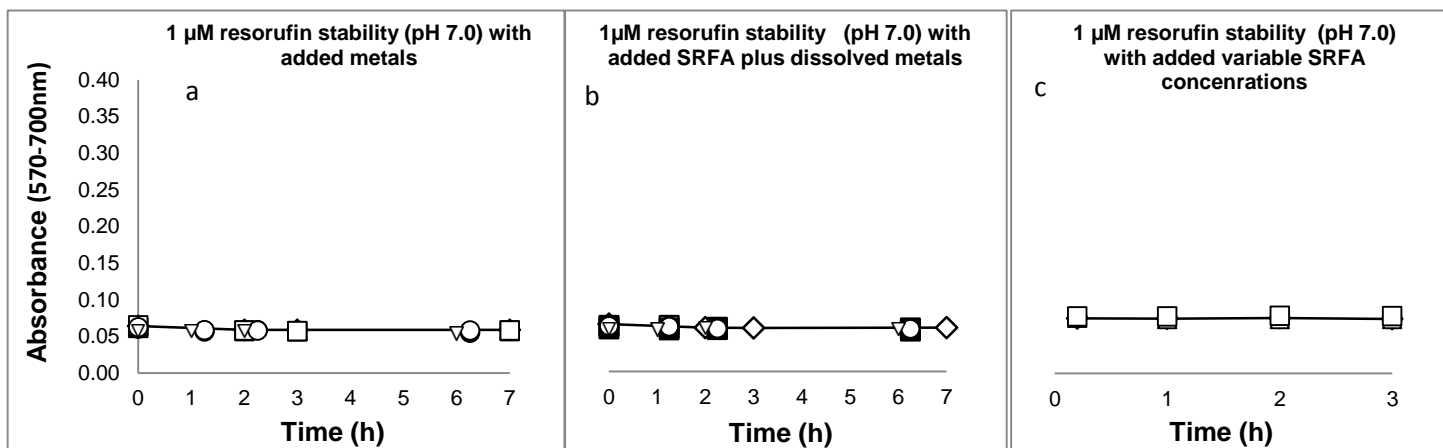 1 µM resorufin stability (pH 7.0) with
added metals
a
Absorbance (570-700nm)
0.40
0.35
0.30
0.25
0.20
0.15
0.10
0.05
0.00
0 1 2 3 4 5 6 7
Time (h)
1µM resorufin stability (pH 7.0) with
added SRFA plus dissolved metals
b
0 1 2 3 4 5 6 7
Time (h)
1 µM resorufin stability (pH 7.0)
with added variable SRFA
concenrations
c
0 1 2 3
Time (h)